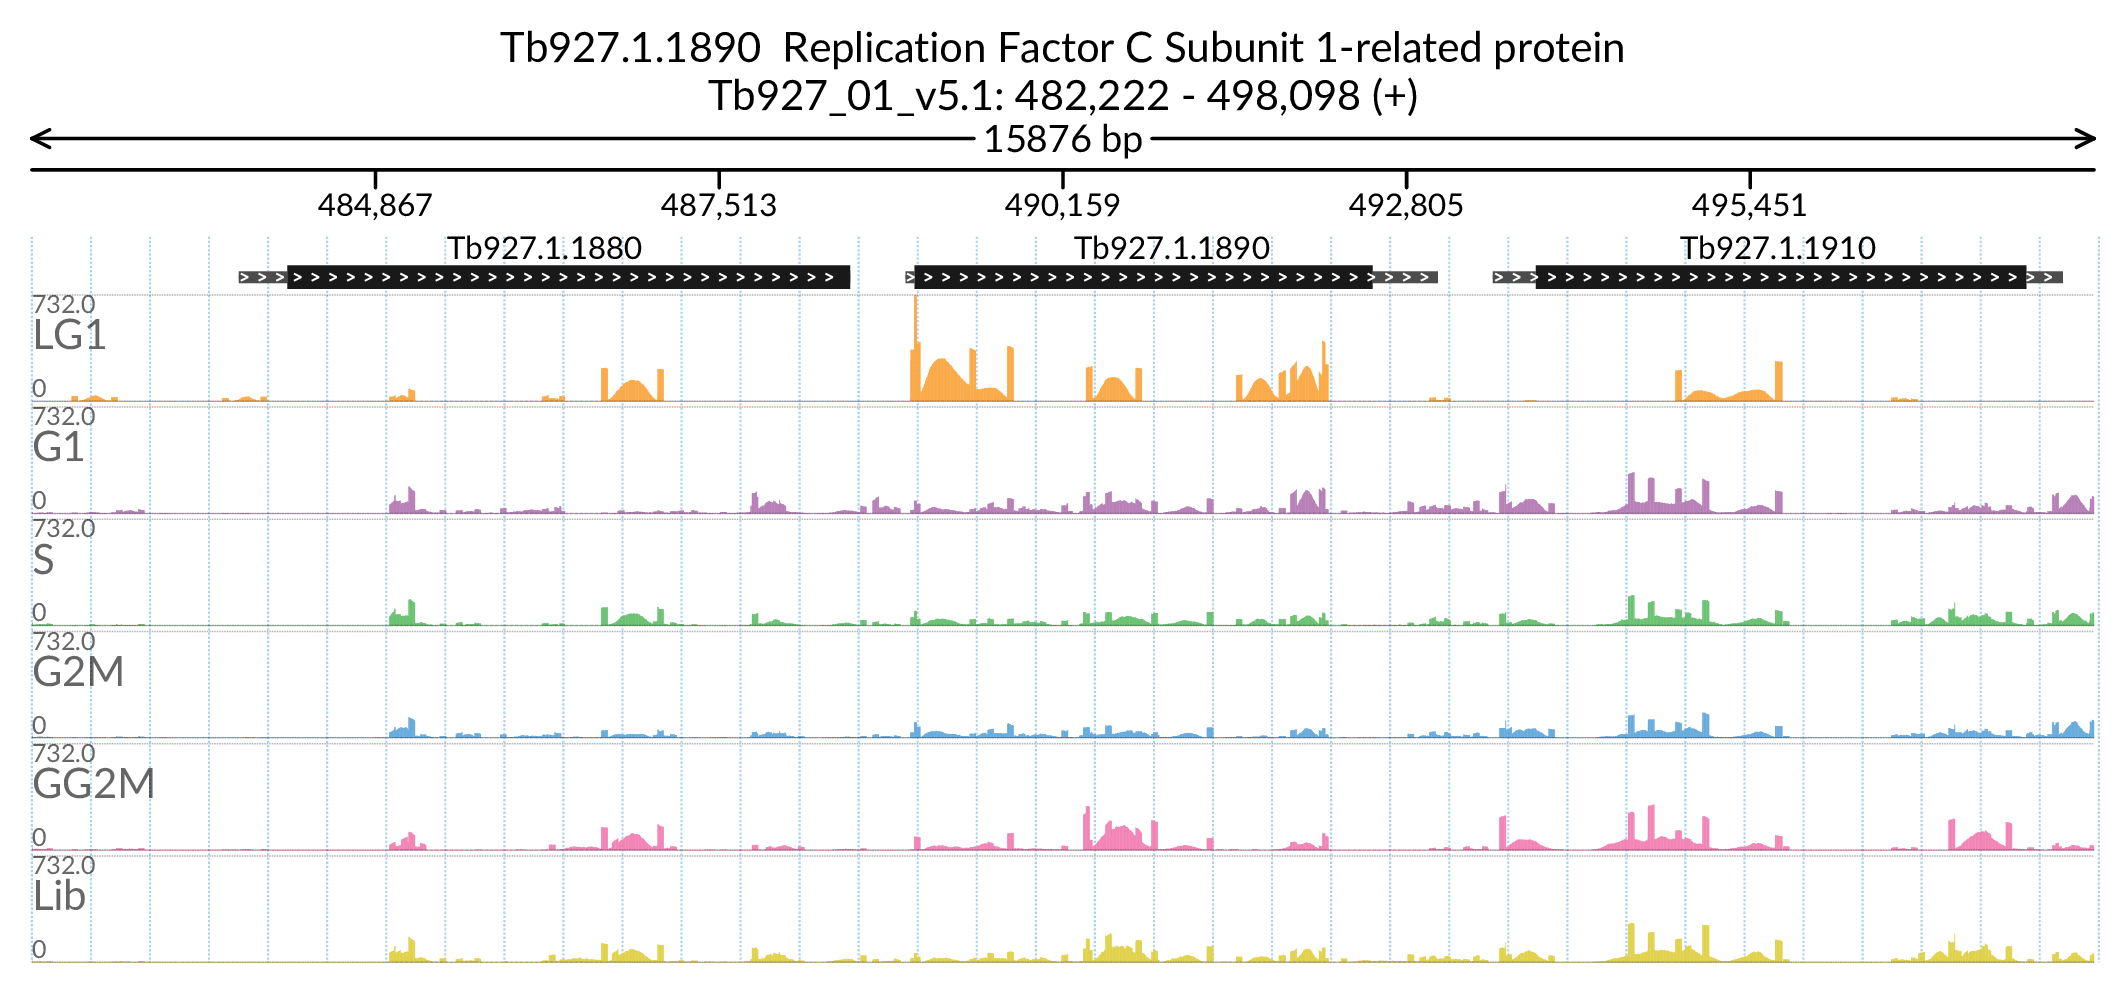 Tb927.1.1890  Replication Factor C Subunit 1-related protein
Tb927_01_v5.1: 482,222 - 498,098 (+)
15876 bp
484,867 487,513 490,159 492,805 495,451
Tb927.1.1880 Tb927.1.1890 Tb927.1.1910
732.0
LG1
0
732.0
G1
0
732.0
S
0
732.0
G2M
0
732.0
GG2M
0
732.0
Lib
0